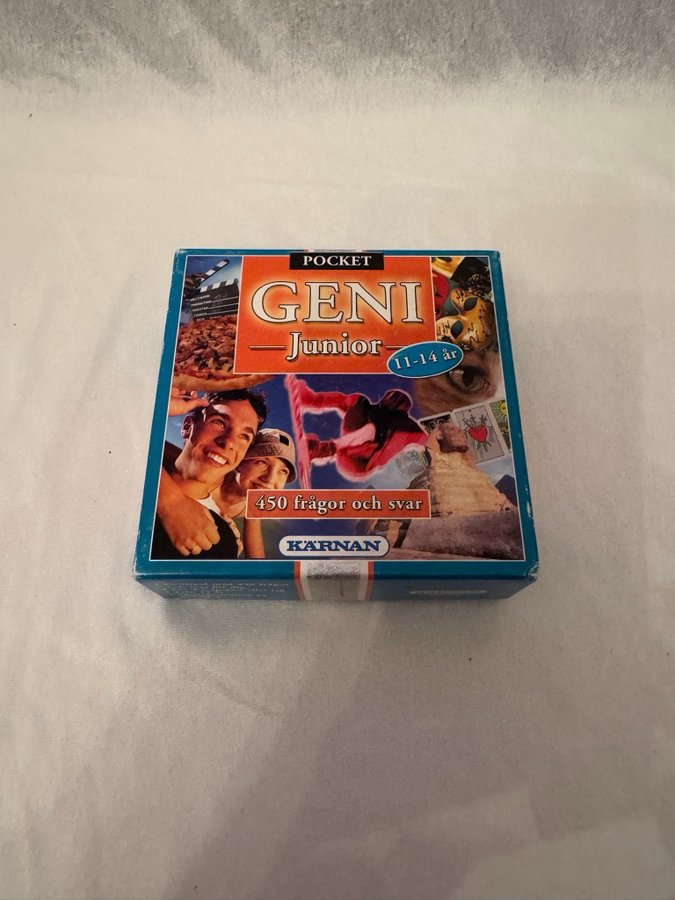 POCKET
GENI
Junior
11-14 år
450 frågor och svar
KÄRNAN